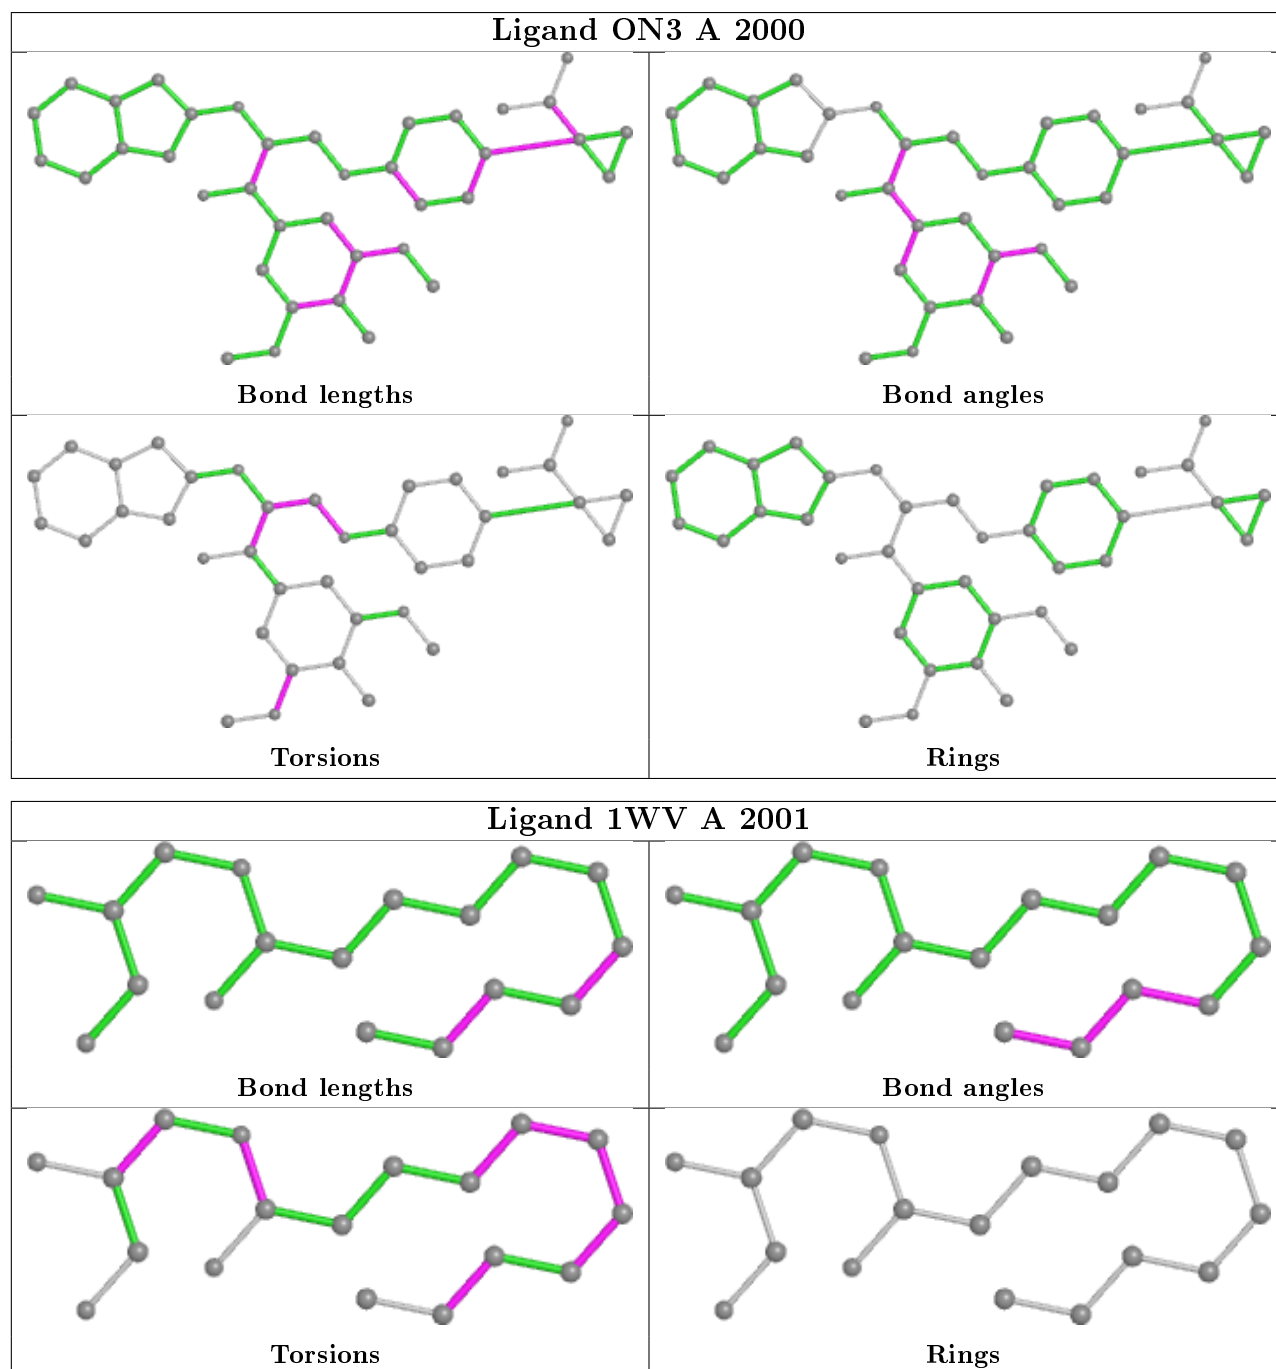 Ligand ON3 A 2000
Bond lengths
Bond angles
Torsions
Rings
Ligand 1WV A 2001
Bond lengths
Bond angles
Torsions
Rings